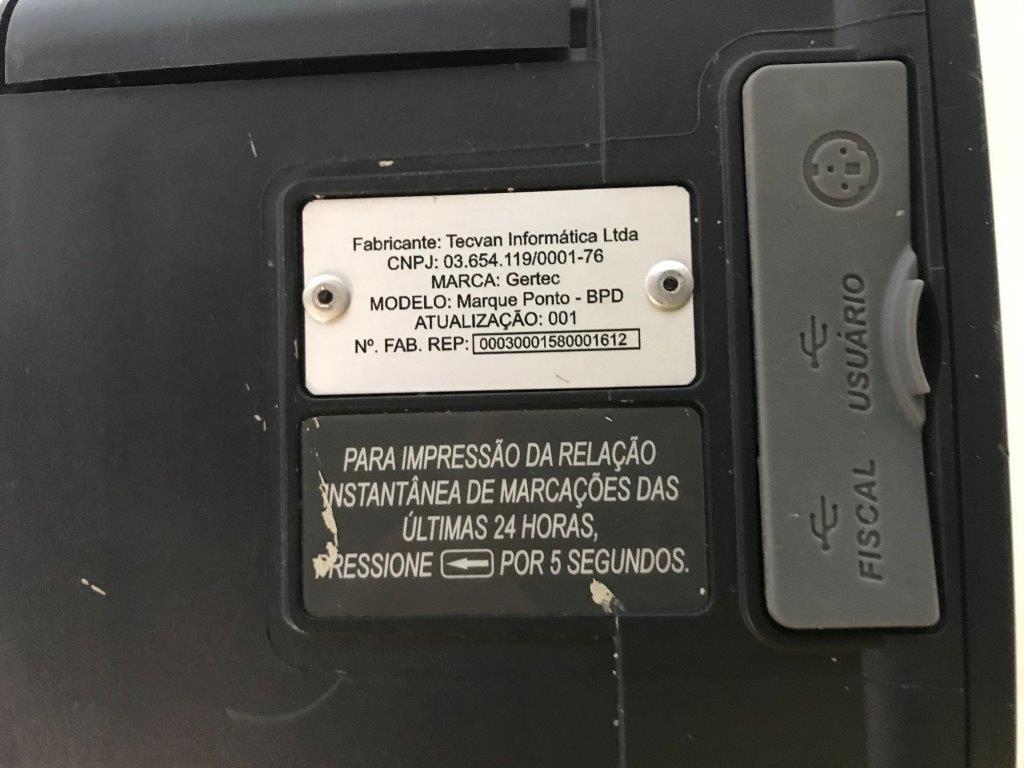 Fabricante: Tecvan Informática Ltda
CNPJ: 03.654.119/0001-76
MARCA: Gertec
MODELO: Marque Ponto - BPD
ATUALIZAÇÃO: 001
Nº. FAB. REP: 00030001580001612
PARA IMPRESSÃO DA RELAÇÃO
INSTANTÂNEA DE MARCAÇÕES DAS
ÚLTIMAS 24 HORAS,
PRESSIONE POR 5 SEGUNDOS.
USUÁRIO
FISCAL